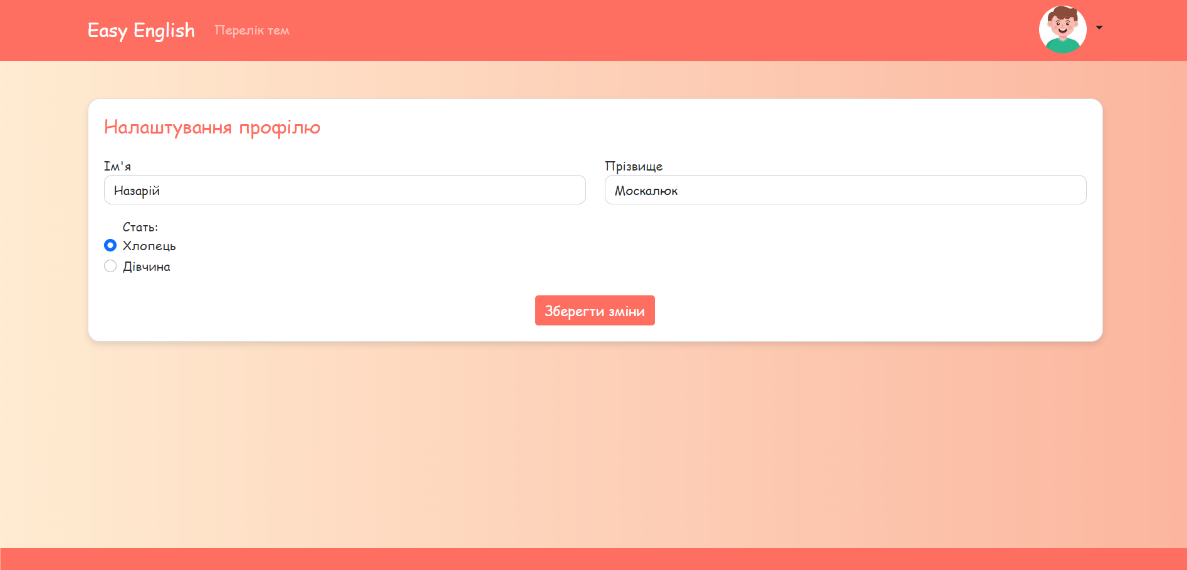 Easy English
Перелік тем
Налаштування профілю
Ім'я
Прізвище
Назарій
Москалюк
Стать:
Хлопець
Дівчина
Зберегти зміни